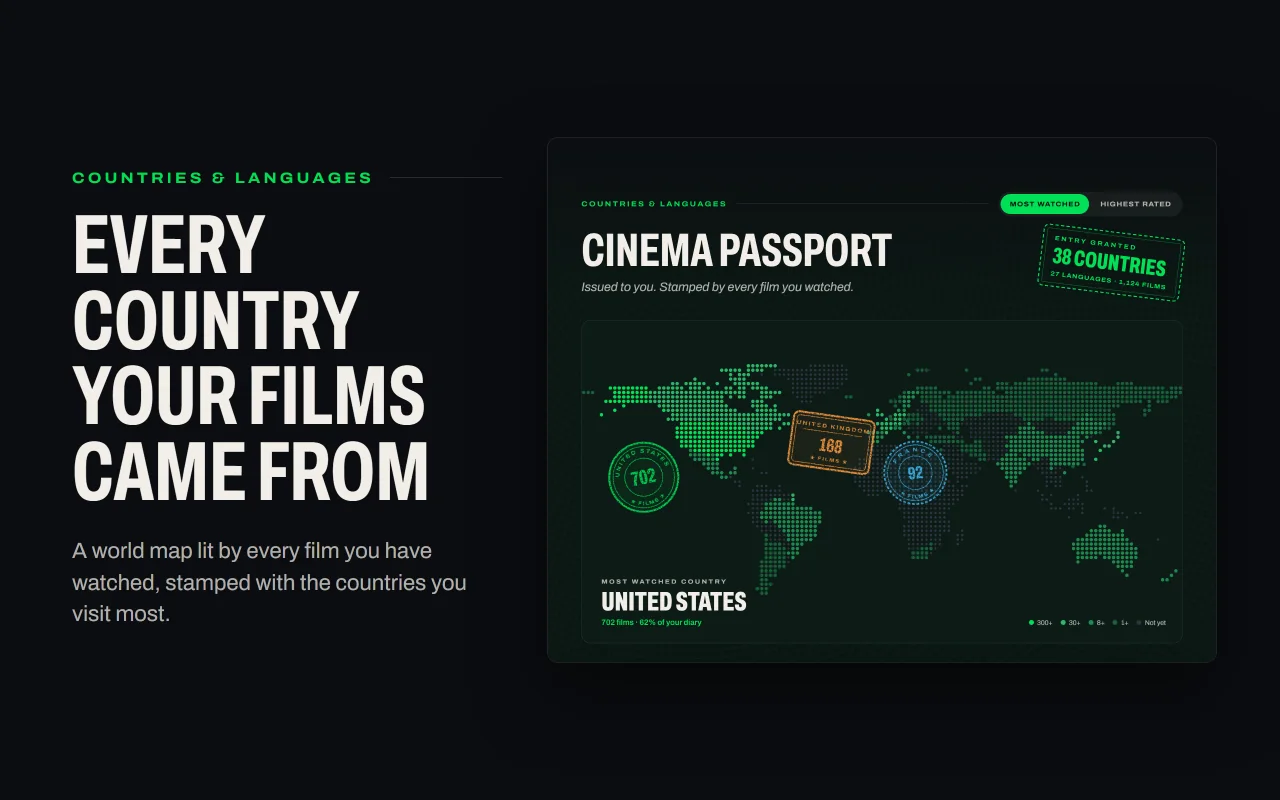 COUNTRIES & LANGUAGES
EVERY
COUNTRY
YOUR FILMS
CAME FROM
A world map lit by every film you have
watched, stamped with the countries you
visit most.
COUNTRIES & LANGUAGES
MOST WATCHED
HIGHEST RATED
CINEMA PASSPORT
Issued to you. Stamped by every film you watched.
ENTRY GRANTED
38 COUNTRIES
27 LANGUAGES · 1,124 FILMS
UNITED STATES
702
★ FILMS ★
UNITED KINGDOM
168
★ FILMS ★
FRANCE
92
★ FILMS ★
MOST WATCHED COUNTRY
UNITED STATES
702 films · 62% of your diary
300+
30+
8+
1+
Not yet